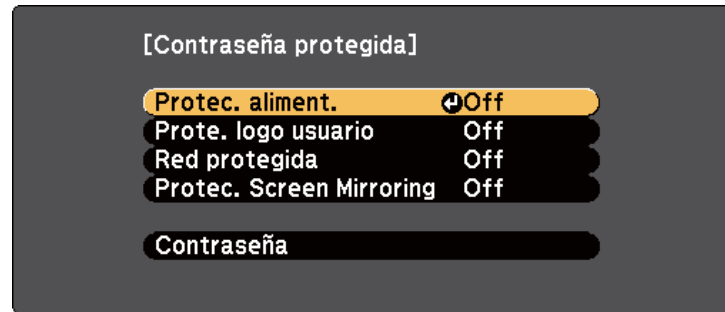 [Contraseña protegida]
Protec. aliment. Off
Prote. logo usuario Off
Red protegida Off
Protec. Screen Mirroring Off
Contraseña